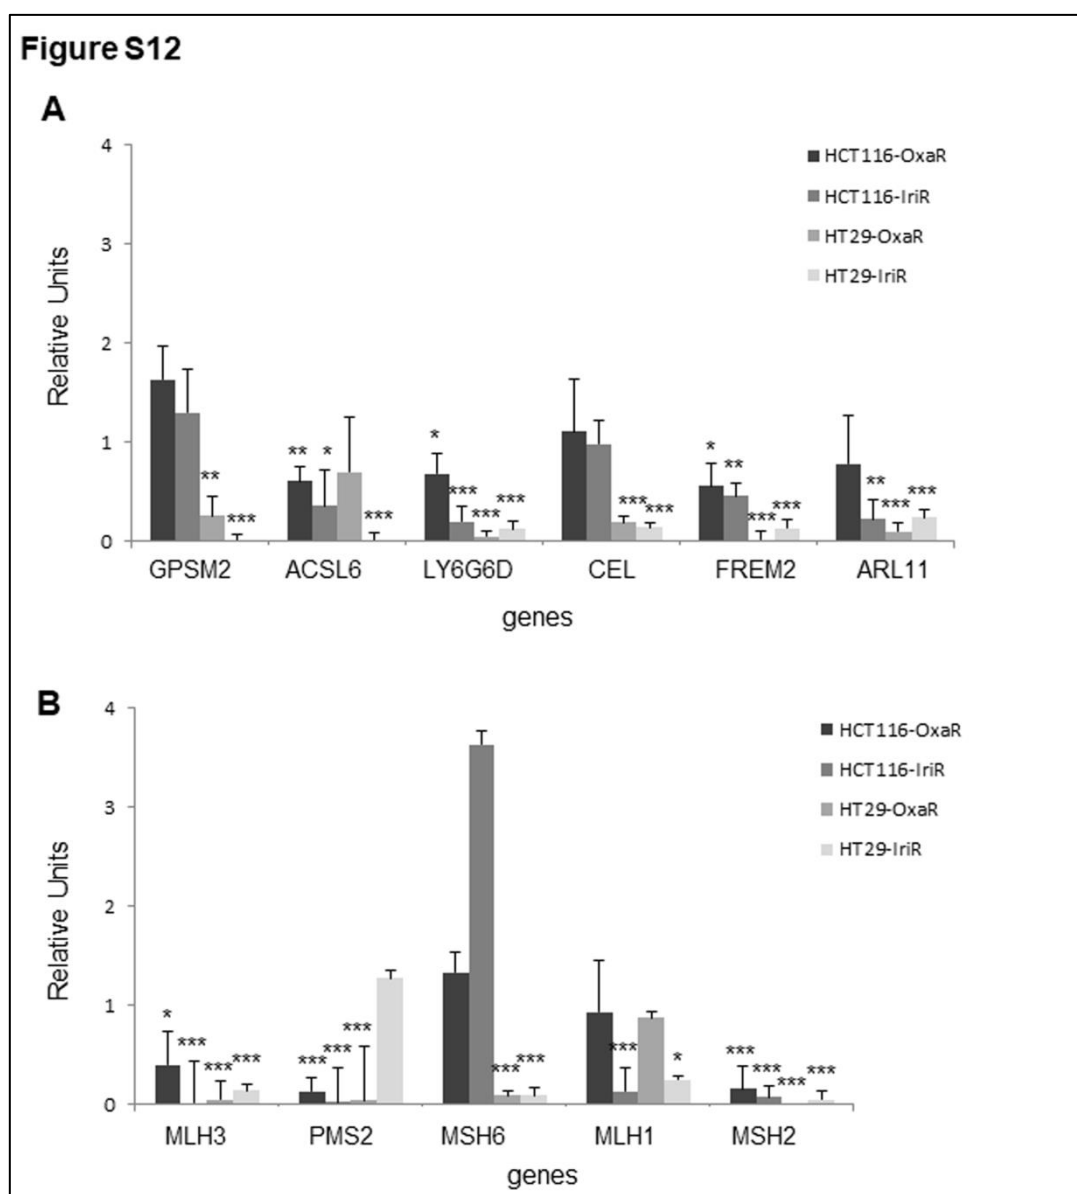 Figure S12
A
4
3
2
1
0
Relative Units
HCT116-OxaR
HCT116-IriR
HT29-OxaR
HT29-IriR
** ***
** * ***
* *** *** ***
*** ***
* ** *** ***
** *** ***
GPSM2 ACSL6 LY6G6D CEL FREM2 ARL11
genes
B
4
3
2
1
0
Relative Units
HCT116-OxaR
HCT116-IriR
HT29-OxaR
HT29-IriR
* *** *** ***
*** *** ***
*** ***
*** *
*** *** *** ***
MLH3 PMS2 MSH6 MLH1 MSH2
genes